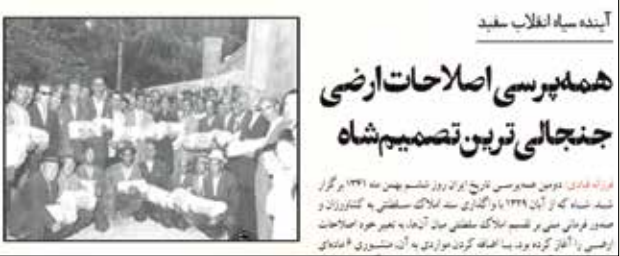 آینده سیاه انقلاب سفید
همه‌پرسی اصلاحات ارضی
جنجالی‌ترین تصمیم شاه
دومین همه‌پرسی تاریخ ایران روز ششم بهمن ماه ۱۳۴۱ برگزار
شد. شاه که از آبان ۱۳۲۹ با واگذاری سند املاک سلطنتی به کشاورزان و
صدور فرمانی مبنی بر تقسیم املاک سلطنتی میان آن‌ها، به تعبیر خود اصلاحات
ارضی را آغاز کرده بود، با اضافه کردن مواردی به آن، منشوری ۶ ماده‌ای